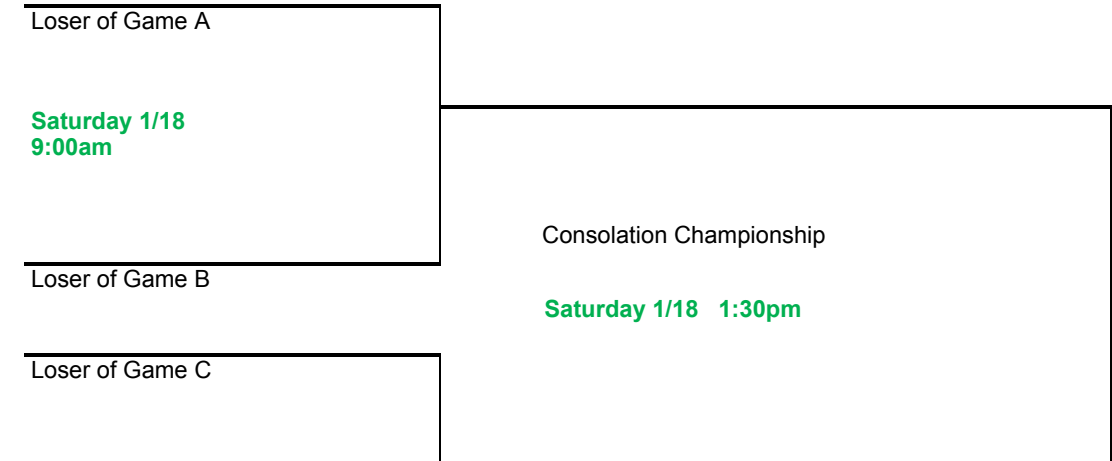 Loser of Game A
Saturday 1/18
9:00am
Consolation Championship
Loser of Game B
Saturday 1/18 1:30pm
Loser of Game C